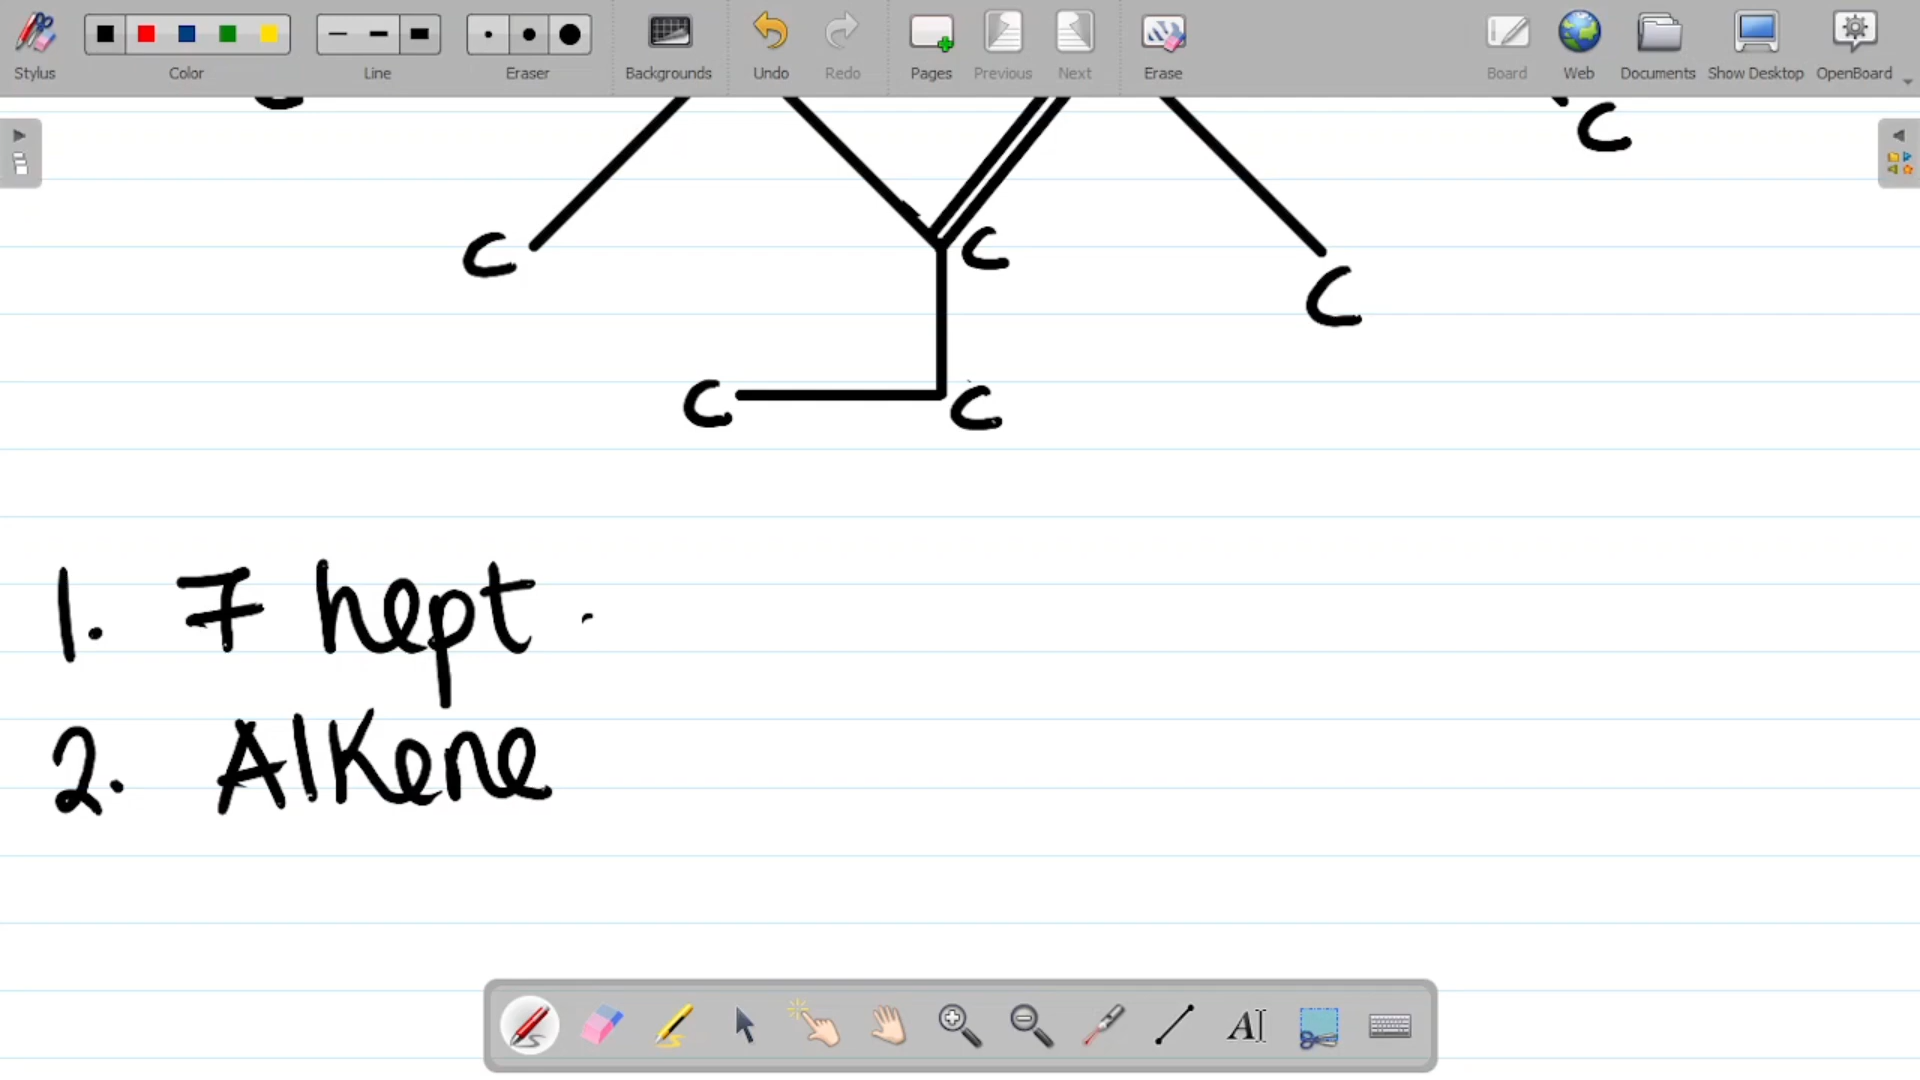 Stylus Color Line Eraser Backgrounds Undo Redo Pages Previous Next Erase Board Web Documents Show Desktop OpenBoard
C C
C C C
C C
1. 7 hept -
2. Alkene